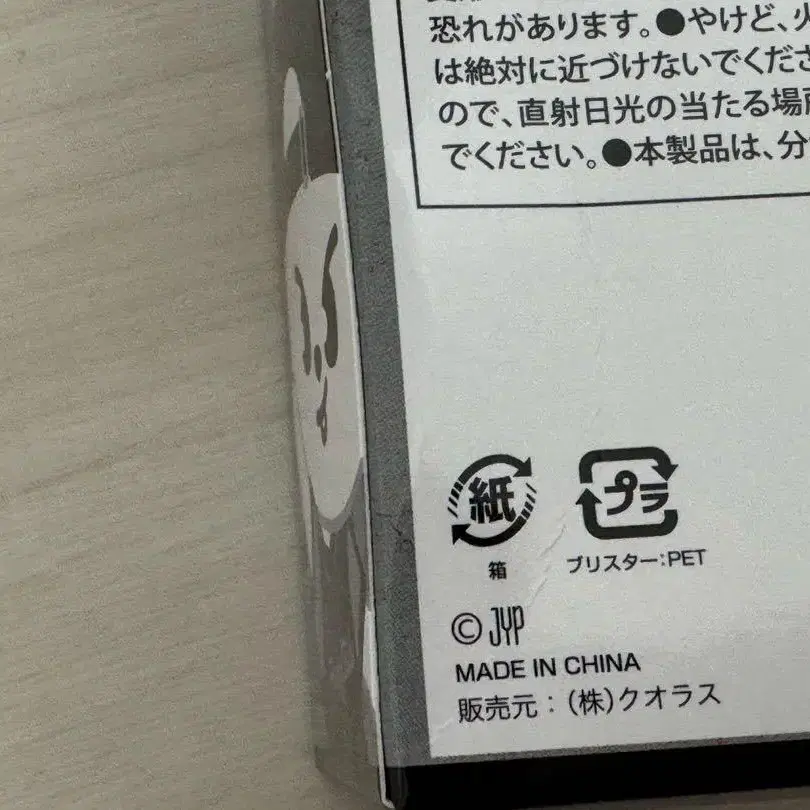 恐れがあります。●やけど、火
は絶対に近づけないでくださ
ので、直射日光の当たる場所
でください。●本製品は、分
紙
プラ
箱
ブリスター:PET
© JYP
MADE IN CHINA
販売元：(株)クオラス